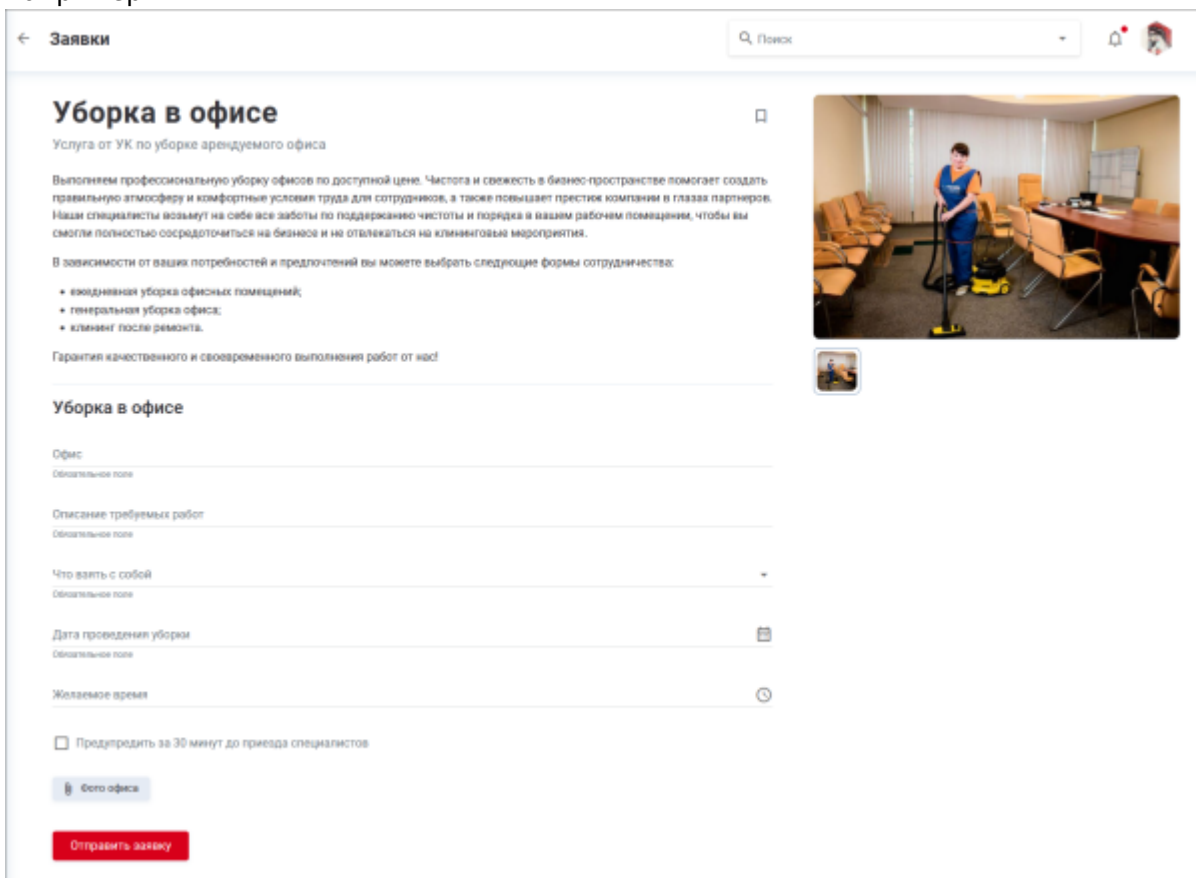 Заявки
Поиск
Уборка в офисе
Услуга от УК по уборке арендуемого офиса
Выполняем профессиональную уборку офисов по доступной цене. Чистота и свежесть в бизнес-пространстве помогает создать
правильную атмосферу и комфортные условия труда для сотрудников, а также повышает престиж компании в глазах партнеров.
Наши специалисты возьмут на себя все заботы по поддержанию чистоты и порядка в вашем рабочем помещении, чтобы вы
смогли полностью сосредоточиться на бизнесе и не отвлекаться на клининговые мероприятия.
В зависимости от ваших потребностей и предпочтений вы можете выбрать следующие формы сотрудничества:
• ежедневная уборка офисных помещений;
• генеральная уборка офиса;
• клининг после ремонта.
Гарантия качественного и своевременного выполнения работ от нас!
Уборка в офисе
Офис
Обязательное поле
Описание требуемых работ
Обязательное поле
Что взять с собой
Обязательное поле
Дата проведения уборки
Обязательное поле
Желаемое время
Предупредить за 30 минут до приезда специалистов
Фото офиса
Отправить заявку